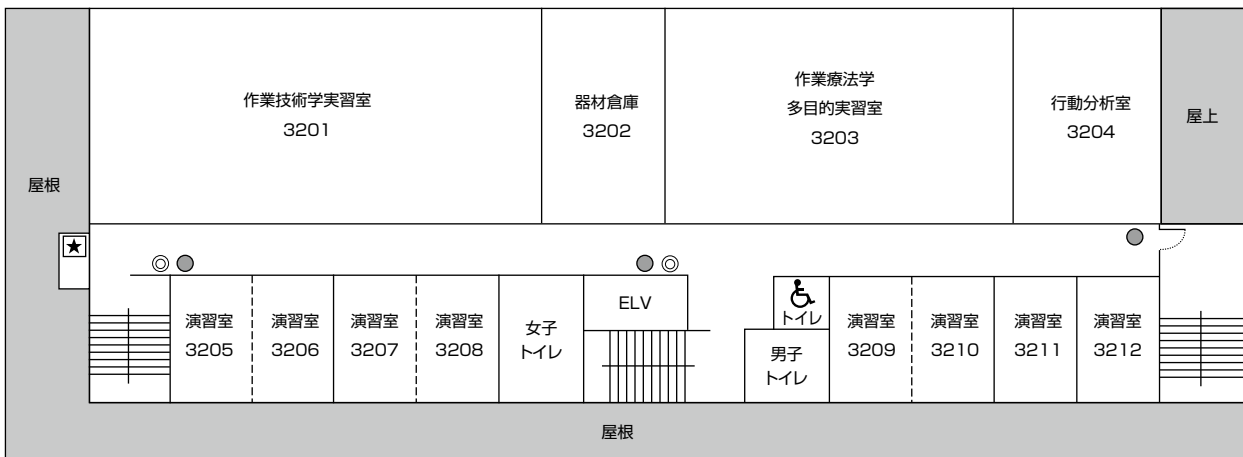 作業技術学実習室
3201
器材倉庫
3202
作業療法学
多目的実習室
3203
行動分析室
3204
屋上
屋根
演習室
3205
演習室
3206
演習室
3207
演習室
3208
女子
トイレ
ELV
トイレ
男子
トイレ
演習室
3209
演習室
3210
演習室
3211
演習室
3212
屋根